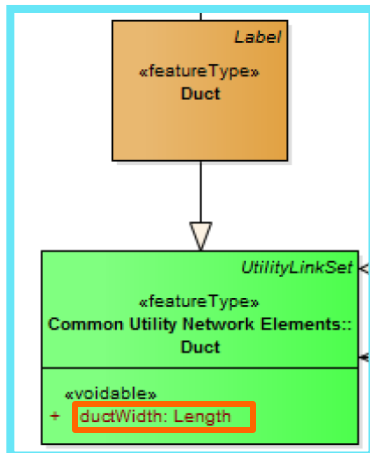 Label
«featureType»
Duct
UtilityLinkSet
«featureType»
Common Utility Network Elements::
Duct
«voidable»
+ ductWidth: Length